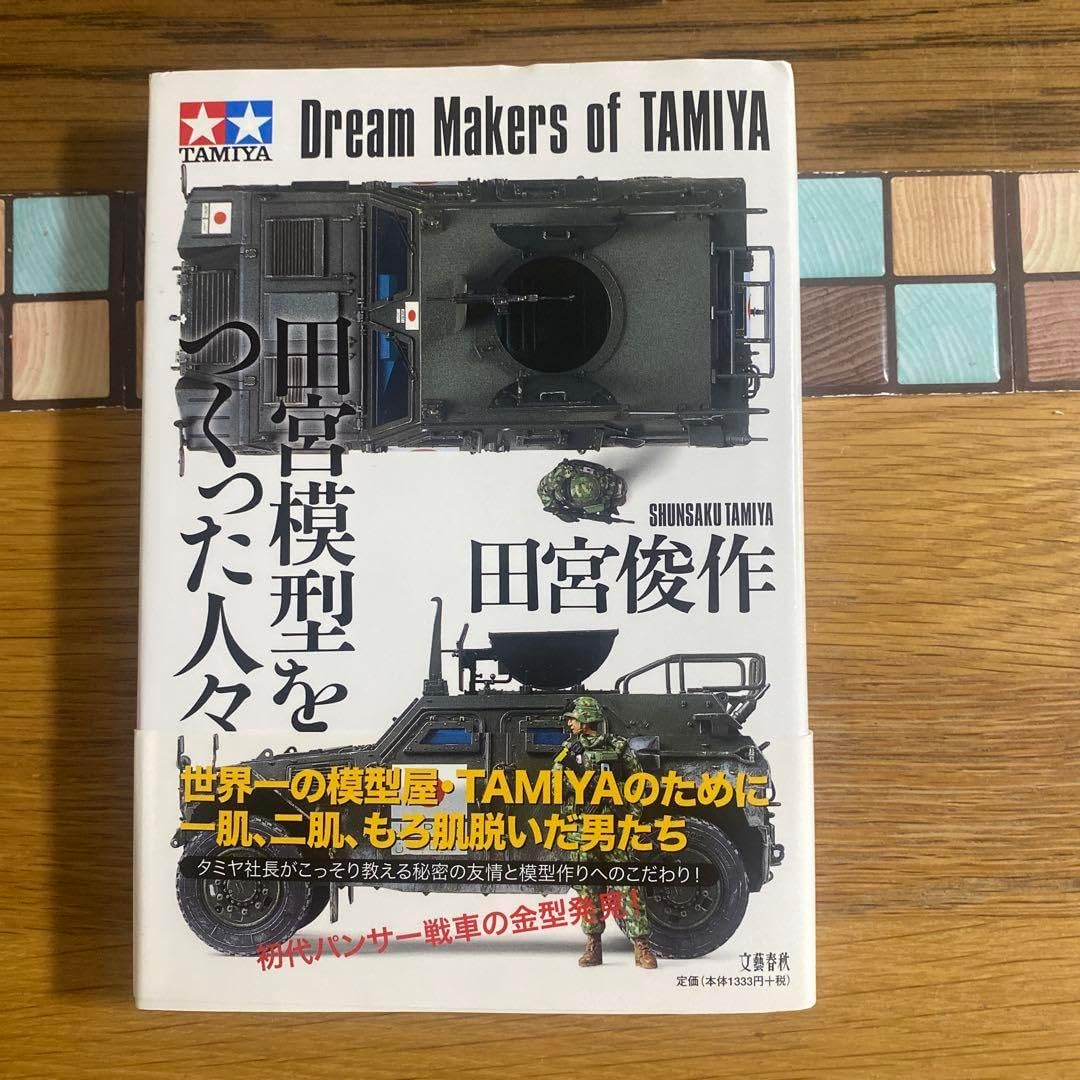 TAMIYA
Dream Makers of TAMIYA
田宮模型を
つくった人々
SHUNSAKU TAMIYA
田宮俊作
世界一の模型屋・TAMIYAのために
一肌、二肌、もろ肌脱いだ男たち
タミヤ社長がこっそり教える秘密の友情と模型作りへのこだわり!
初代パンサー戦車の金型発見!
文藝春秋
定価(本体1333円+税)